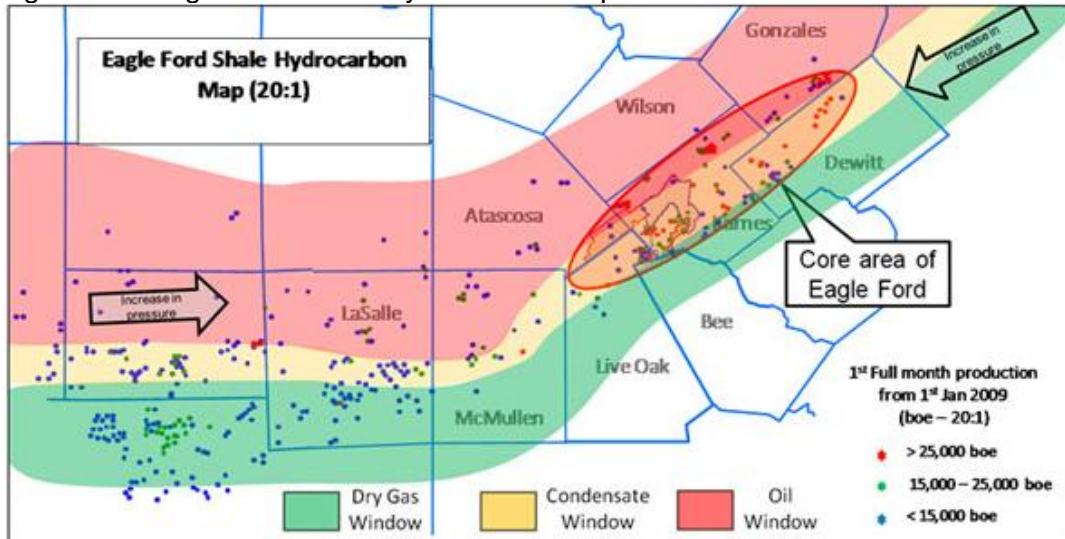 Eagle Ford Shale Hydrocarbon
Map (20:1)
Gonzales
Increase in
pressure
Wilson
Dewitt
Atascosa
Karnes
Core area of
Eagle Ford
Increase in
pressure
LaSalle
Bee
Live Oak
McMullen
1st Full month production
from 1st Jan 2009
(boe – 20:1)
> 25,000 boe
15,000 – 25,000 boe
< 15,000 boe
Dry Gas
Window
Condensate
Window
Oil
Window